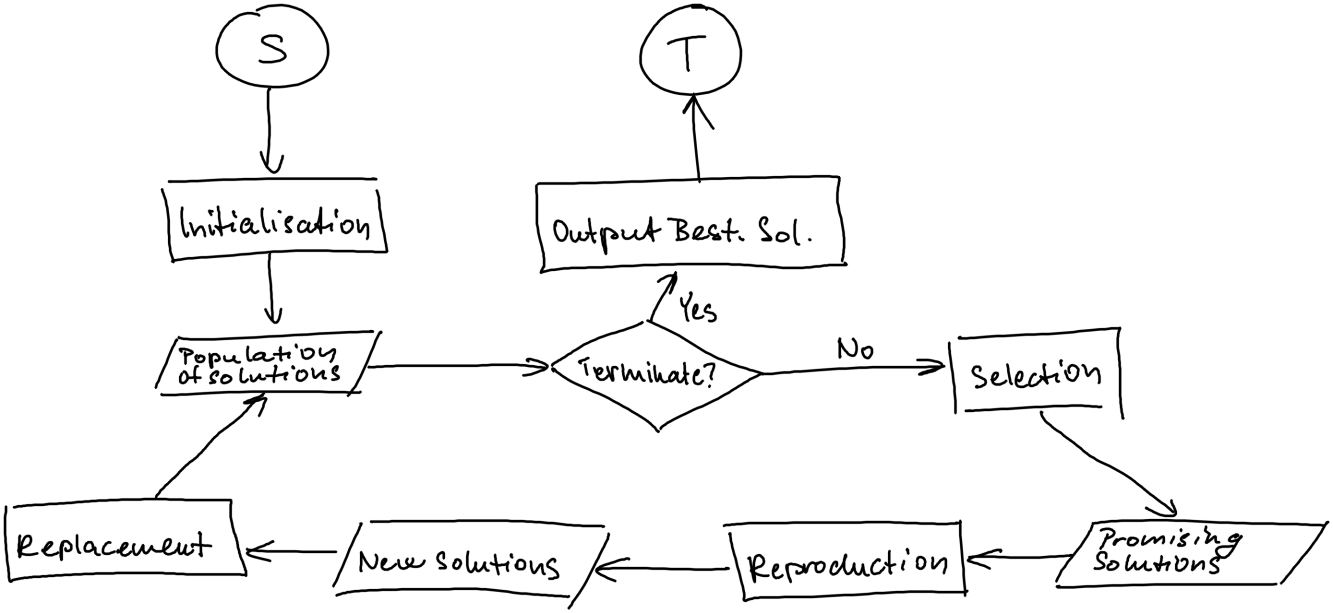 S
T
Initialisation
Output Best. Sol.
Yes
Population
of solutions
Terminate?
No
Selection
Replacement
New Solutions
Reproduction
Promising
Solutions